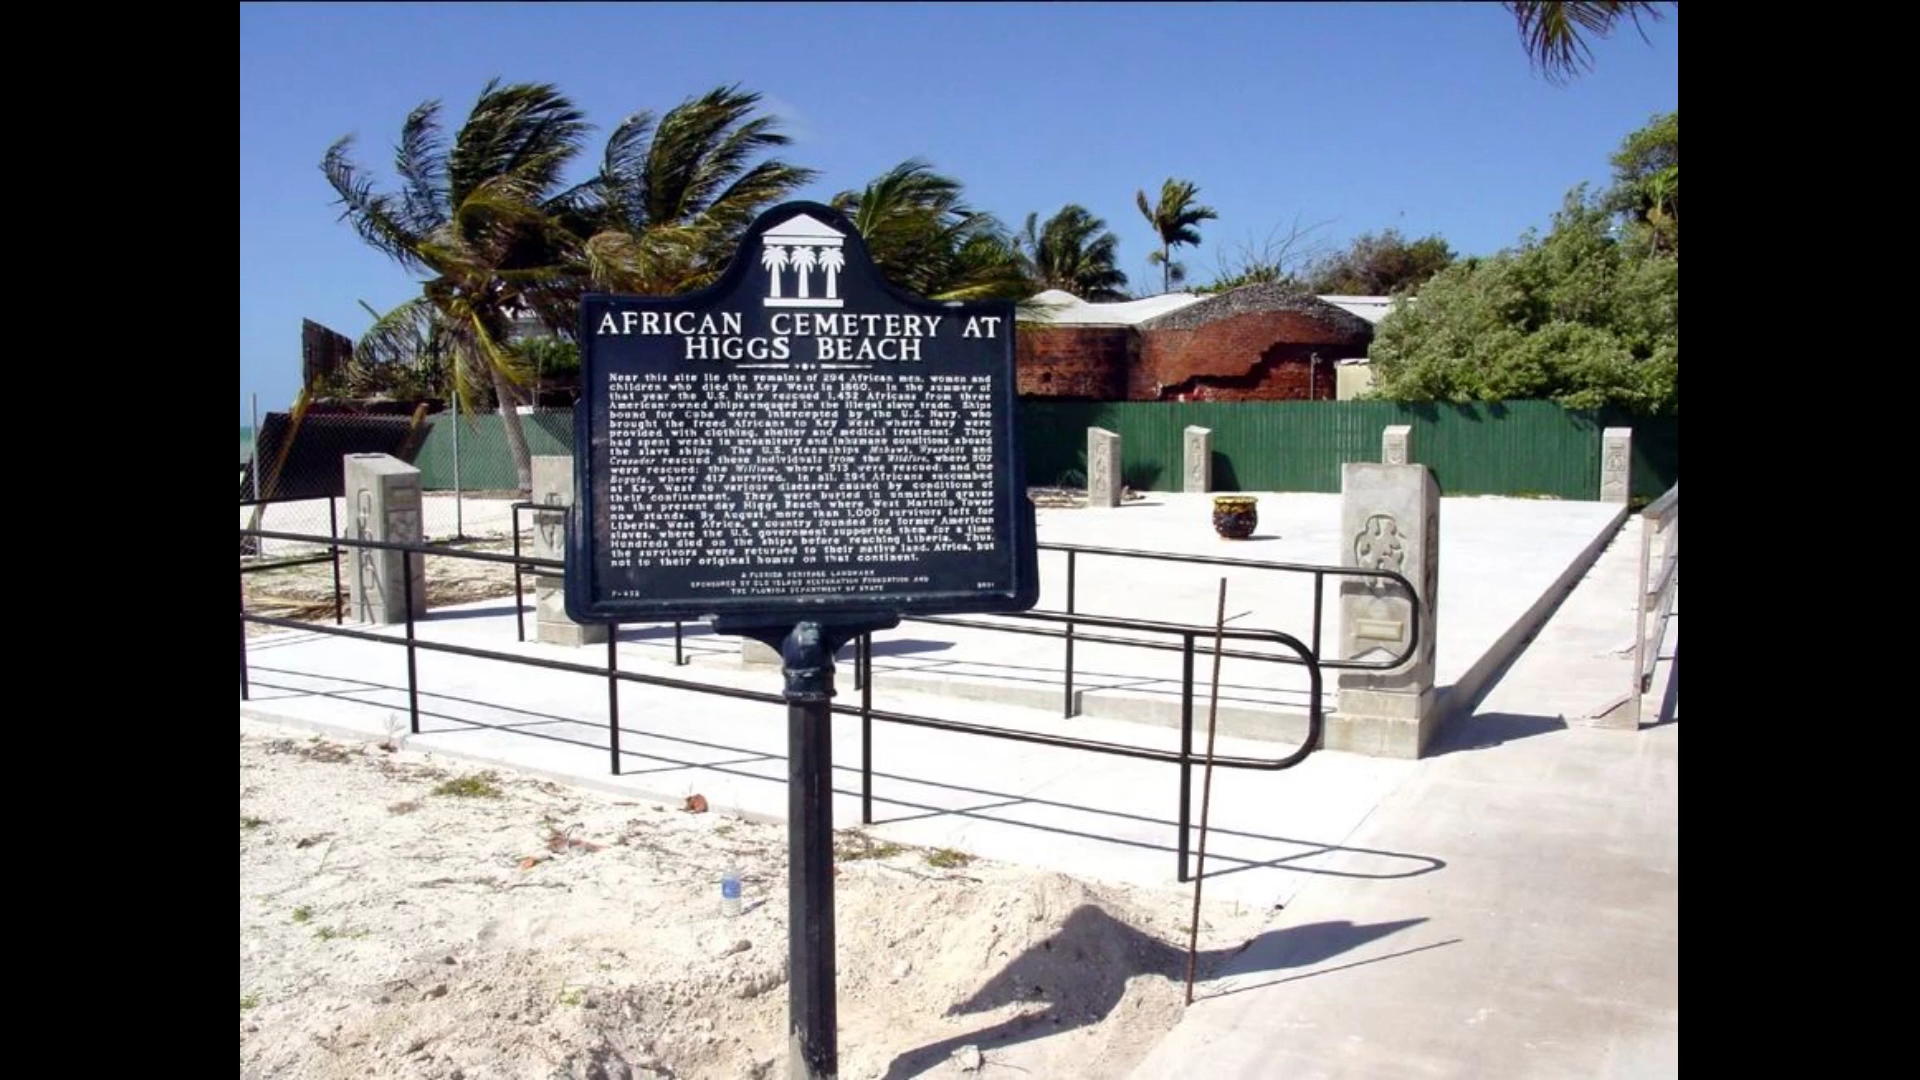 AFRICAN CEMETERY AT
HIGGS BEACH
Near this site lie the remains of 294 African men, women and
children who died in Key West in 1860. In the summer of
that year the U.S. Navy rescued 1,432 Africans from three
American-owned ships engaged in the illegal slave trade. Ships
bound for Cuba were intercepted by the U.S. Navy, who
brought the freed Africans to Key West where they were
provided with clothing, shelter and medical treatment. They
had spent weeks in unsanitary and inhumane conditions aboard
the slave ships. The U.S. steamships Mohawk, Wyandott and
Crusader rescued these individuals from the Wildfire, where 507
were rescued; the William, where 513 were rescued; and the
Bogota, where 417 survived. In all, 294 Africans succumbed
at Key West to various diseases caused by conditions of
their confinement. They were buried in unmarked graves
on the present day Higgs Beach where West Martello Tower
now stands. By August, more than 1,000 survivors left for
Liberia, West Africa, a country founded for former American
slaves, where the U.S. government supported them for a time.
Hundreds died on the ships before reaching Liberia. Thus,
the survivors were returned to their native land, Africa, but
not to their original homes on that continent.
A FLORIDA HERITAGE LANDMARK
SPONSORED BY OLD ISLAND RESTORATION FOUNDATION AND
F-432 THE FLORIDA DEPARTMENT OF STATE 2001